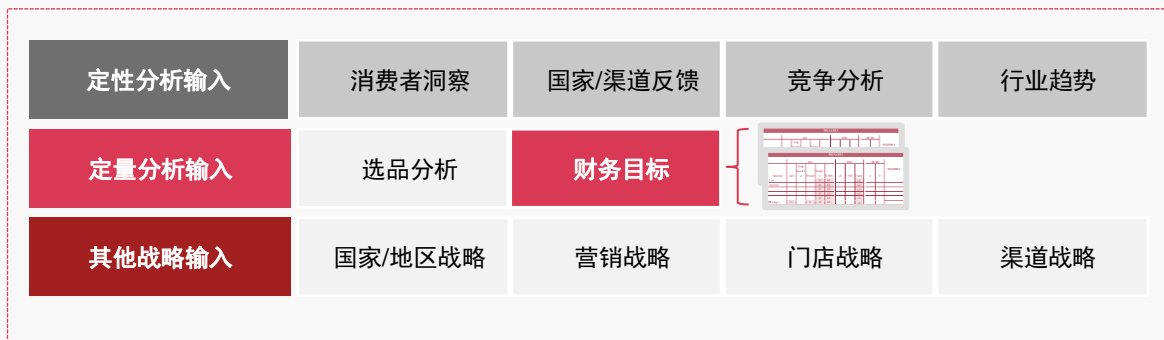 定性分析输入
消费者洞察
国家/渠道反馈
竞争分析
行业趋势
定量分析输入
选品分析
财务目标
其他战略输入
国家/地区战略
营销战略
门店战略
渠道战略